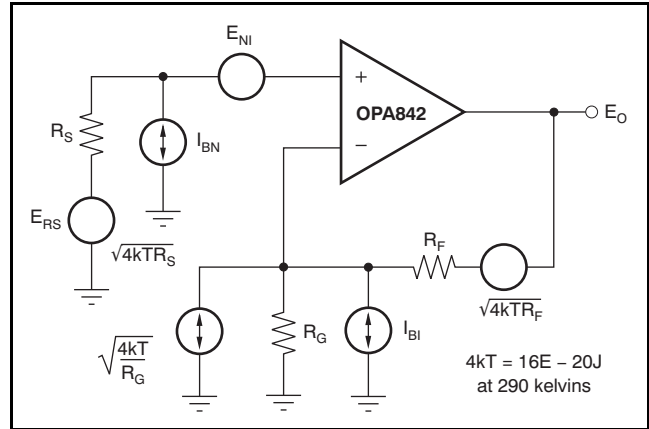 E_NI
+
OPA842
E_O
R_S
I_BN
−
E_RS
√4kTR_S
R_F
√4kTR_F
√4kT/R_G
R_G
I_BI
4kT = 16E − 20J
at 290 kelvins